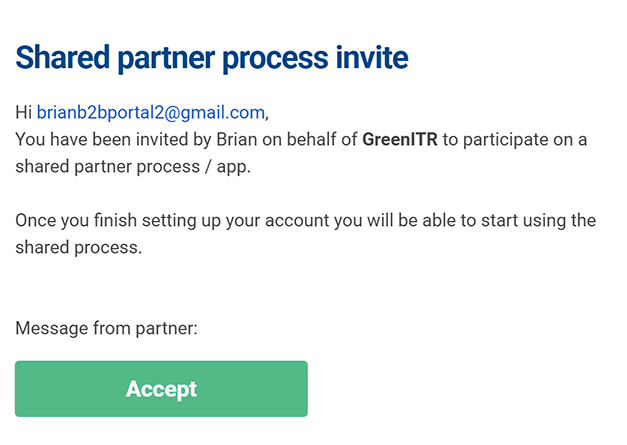 Shared partner process invite
Hi brianb2bportal2@gmail.com,
You have been invited by Brian on behalf of GreenITR to participate on a
shared partner process / app.
Once you finish setting up your account you will be able to start using the
shared process.
Message from partner:
Accept